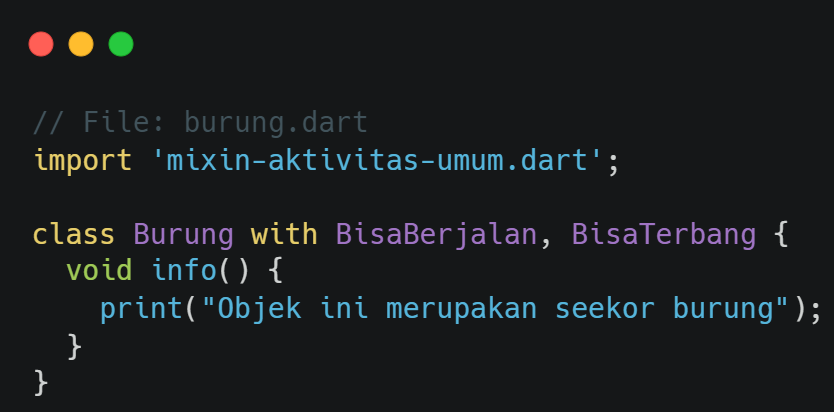 // File: burung.dart
import 'mixin-aktivitas-umum.dart';
class Burung with BisaBerjalan, BisaTerbang {
void info() {
print("Objek ini merupakan seekor burung");
}
}